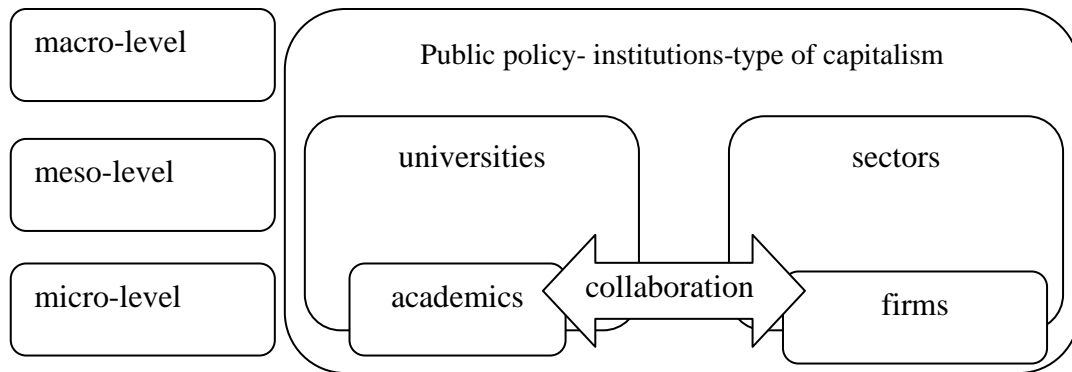 macro-level
Public policy- institutions-type of capitalism
meso-level
universities
sectors
micro-level
academics
collaboration
firms